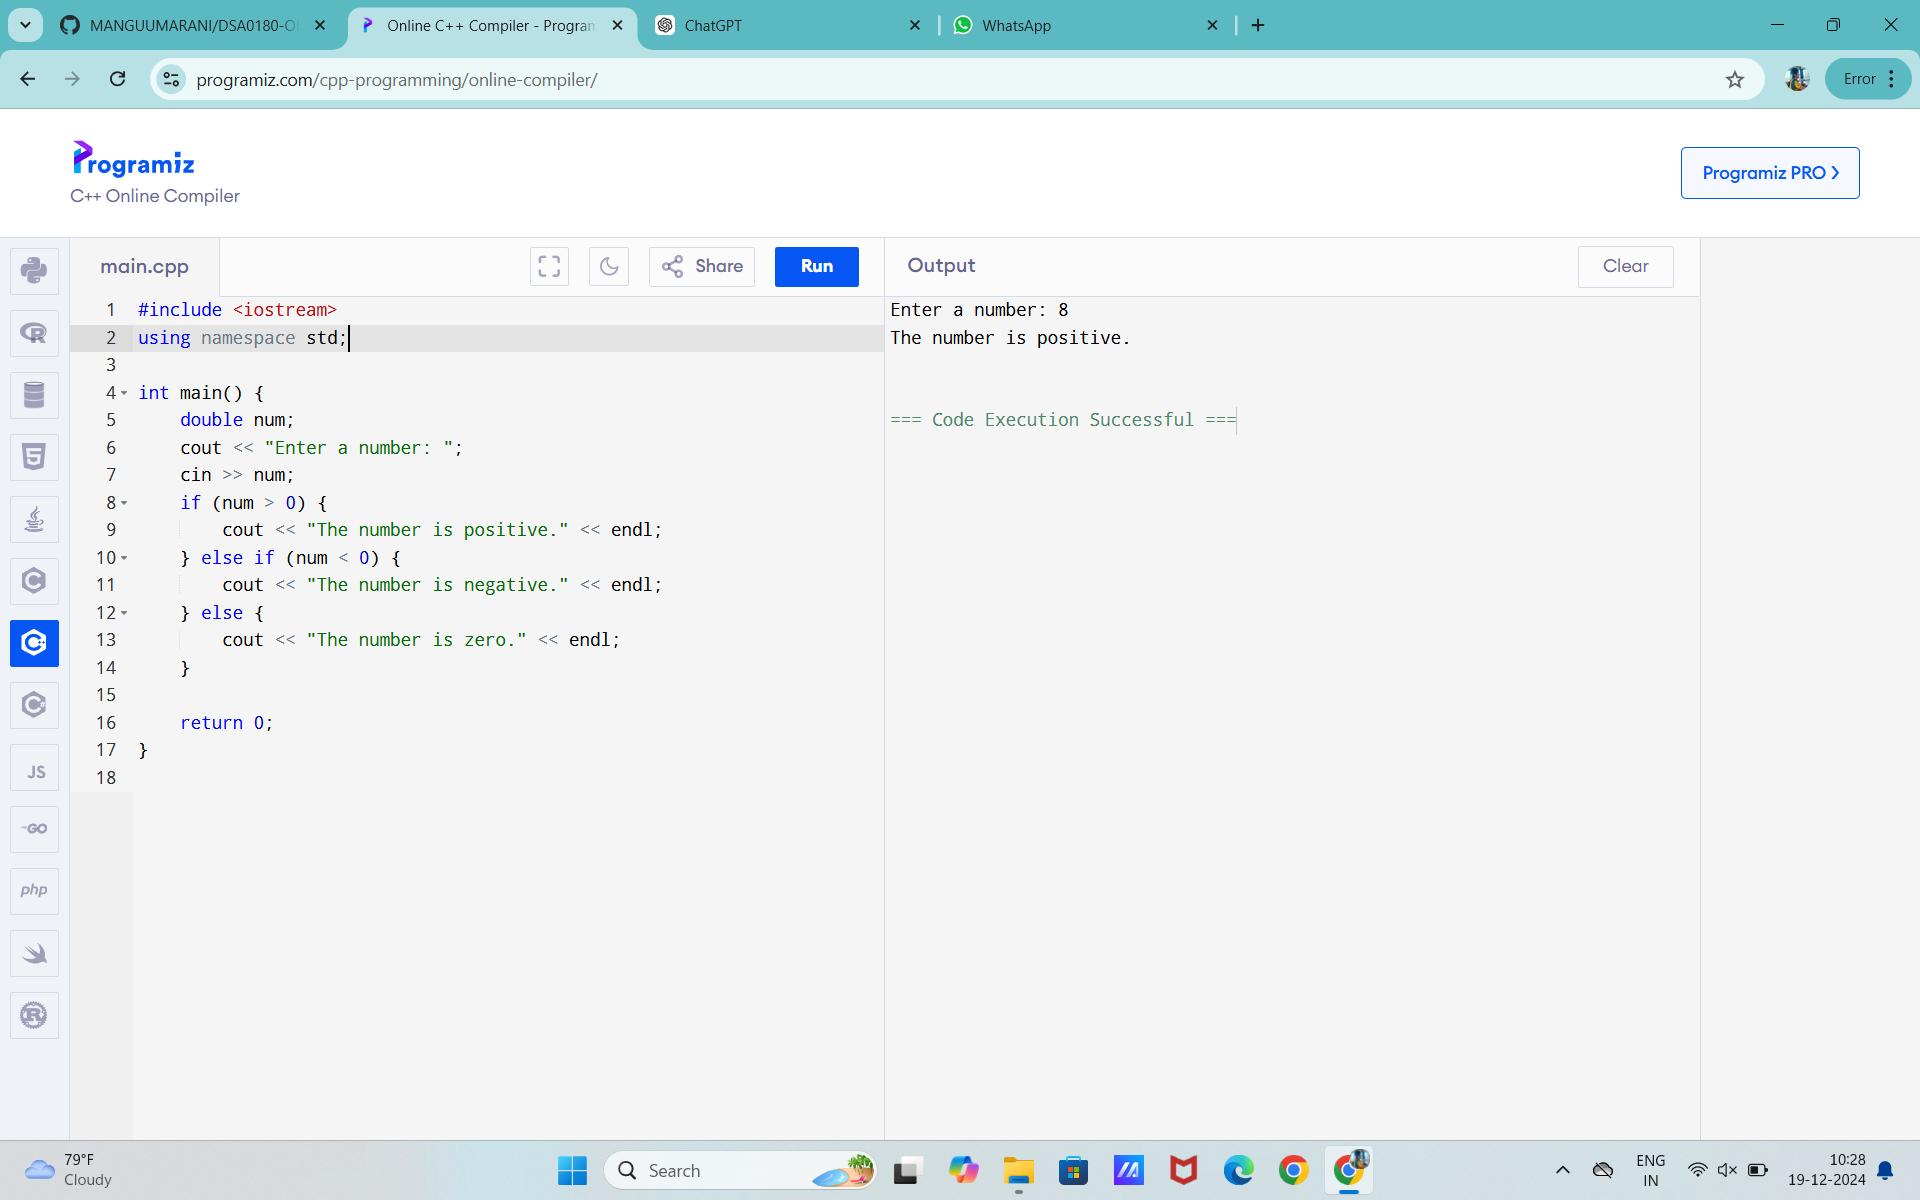 MANGUUMARANI/DSA0180-O
Online C++ Compiler - Program
ChatGPT
WhatsApp
programiz.com/cpp-programming/online-compiler/
Error
Programiz
C++ Online Compiler
Programiz PRO
main.cpp
Share
Run
Output
Clear
1 #include <iostream>
2 using namespace std;
3
4 int main() {
5 double num;
6 cout << "Enter a number: ";
7 cin >> num;
8 if (num > 0) {
9 cout << "The number is positive." << endl;
10 } else if (num < 0) {
11 cout << "The number is negative." << endl;
12 } else {
13 cout << "The number is zero." << endl;
14 }
15
16 return 0;
17 }
18
Enter a number: 8
The number is positive.
=== Code Execution Successful ===
R
5
C
C
C
JS
GO
php
R
79°F
Cloudy
Search
ENG
IN
10:28
19-12-2024